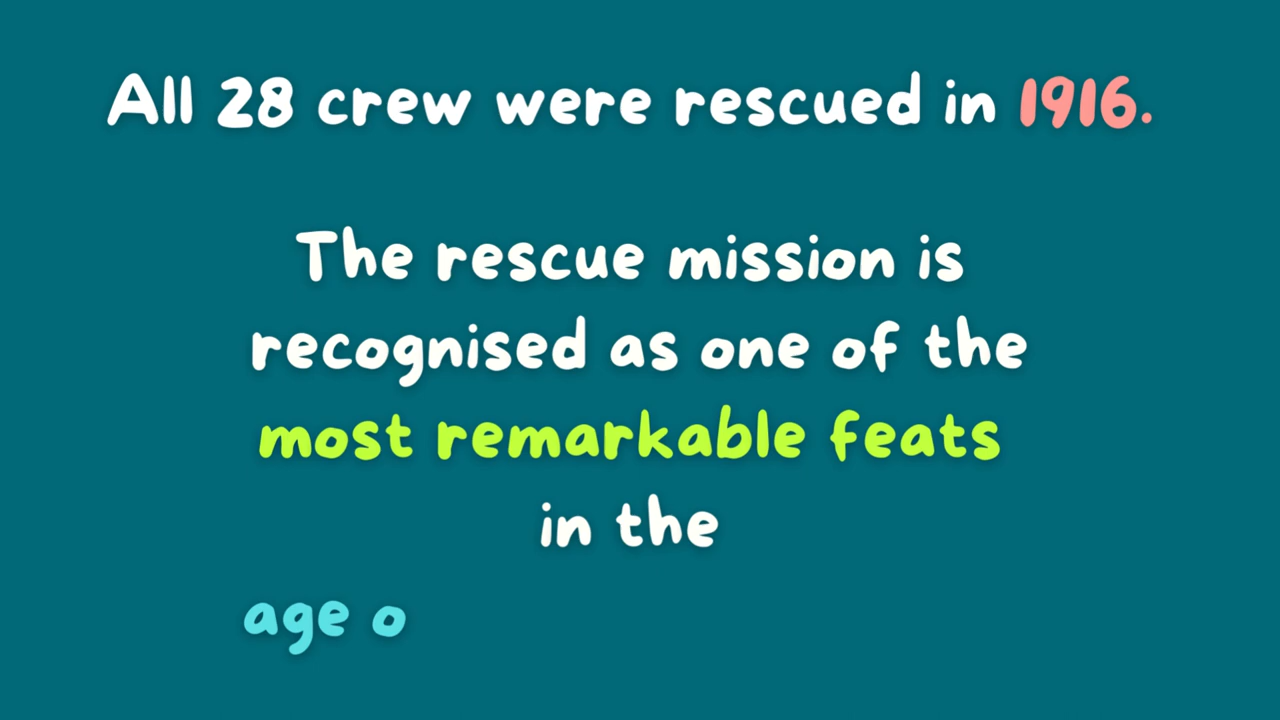 All 28 crew were rescued in 1916.
The rescue mission is
recognised as one of the
most remarkable feats
in the
age o